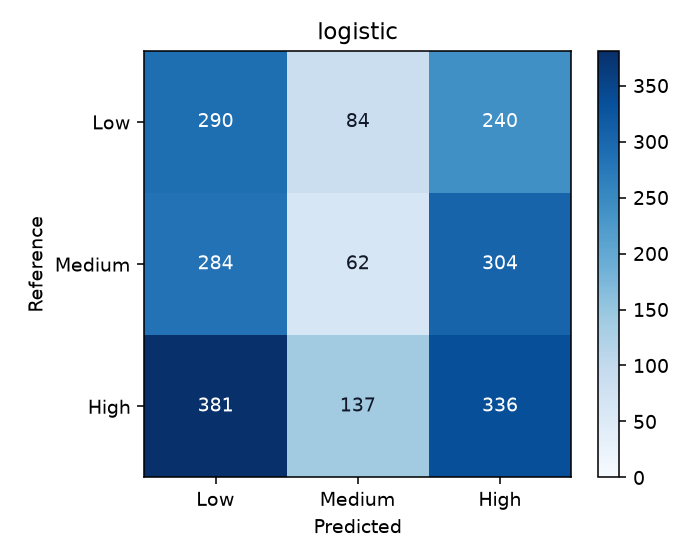 logistic
Low 290 84 240
Medium 284 62 304
High 381 137 336
Low Medium High
Predicted
Reference
350
300
250
200
150
100
50
0